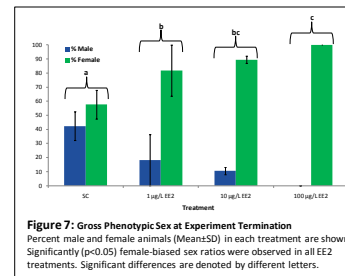 % Male
% Female
a
b
bc
c
100
90
80
70
60
50
40
30
20
10
0
SC
1 µg/L EE2
10 µg/L EE2
100 µg/L EE2
Treatment
Figure 7: Gross Phenotypic Sex at Experiment Termination
Percent male and female animals (Mean±SD) in each treatment are shown.
Significantly (p<0.05) female-biased sex ratios were observed in all EE2
treatments. Significant differences are denoted by different letters.